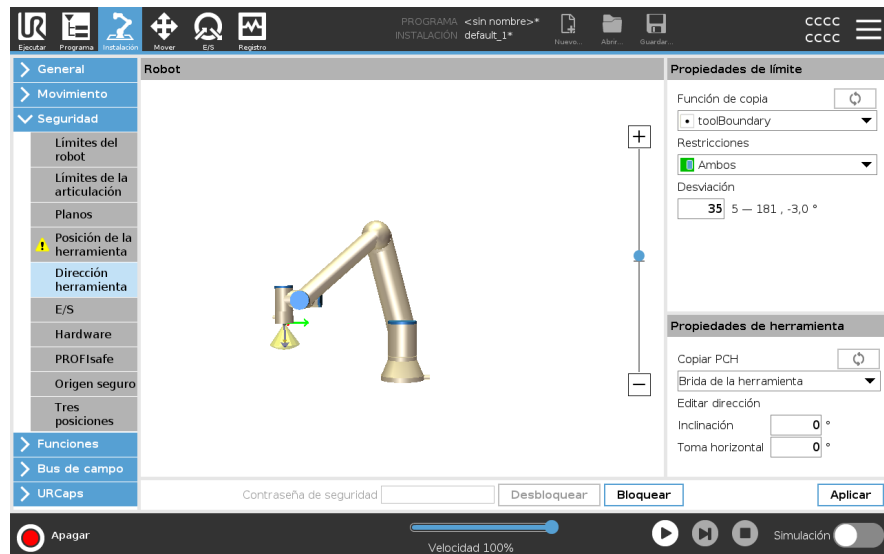 PROGRAMA <sin nombre>*
INSTALACIÓN default_1*
CCCC
CCCC
Ejecutar Programa Instalación Mover E/S Registro Nuevo... Abrir... Guardar...
General
Movimiento
Seguridad
Límites del
robot
Límites de la
articulación
Planos
Posición de la
herramienta
Dirección
herramienta
E/S
Hardware
PROFIsafe
Origen seguro
Tres
posiciones
Funciones
Bus de campo
URCaps
Robot
Propiedades de límite
Función de copia
toolBoundary
Restricciones
Ambos
Desviación
35 5 — 181 , -3,0 °
Propiedades de herramienta
Copiar PCH
Brida de la herramienta
Editar dirección
Inclinación 0 °
Toma horizontal 0 °
Contraseña de seguridad Desbloquear Bloquear Aplicar
Apagar
Velocidad 100%
Simulación